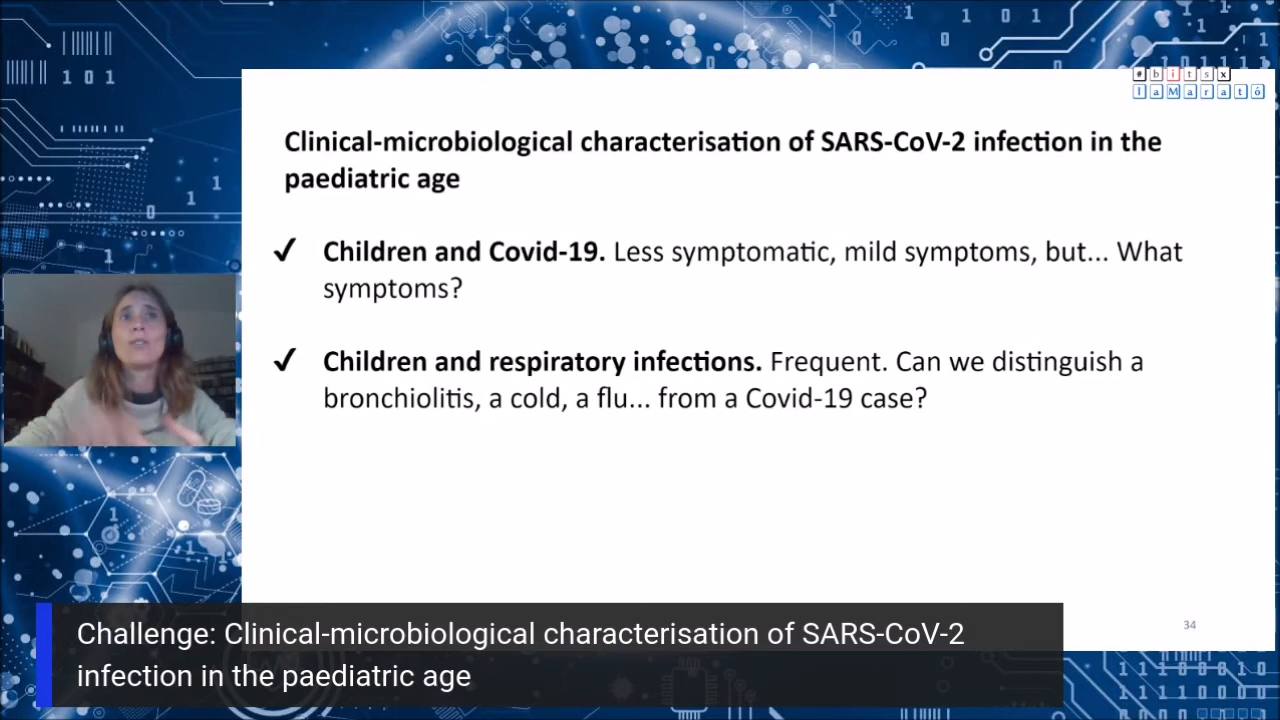 #bitsx
laMarató
Clinical-microbiological characterisation of SARS-CoV-2 infection in the
paediatric age
✓ Children and Covid-19. Less symptomatic, mild symptoms, but... What
symptoms?
✓ Children and respiratory infections. Frequent. Can we distinguish a
bronchiolitis, a cold, a flu... from a Covid-19 case?
34
Challenge: Clinical-microbiological characterisation of SARS-CoV-2
infection in the paediatric age